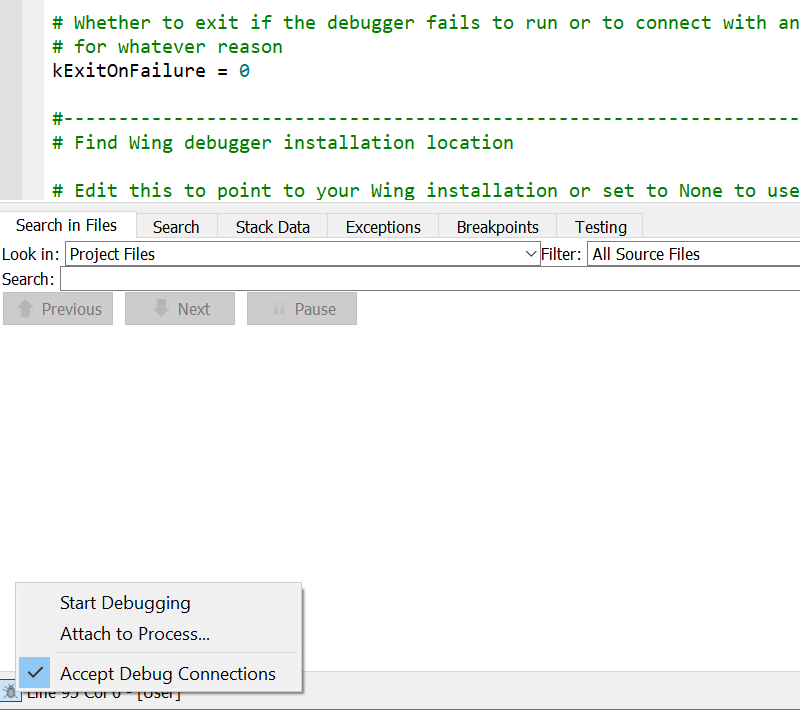 # Whether to exit if the debugger fails to run or to connect with an
# for whatever reason
kExitOnFailure = 0
#--------------------------------------------------------------------
# Find Wing debugger installation location
# Edit this to point to your Wing installation or set to None to use
Search in Files Search Stack Data Exceptions Breakpoints Testing
Look in: Project Files Filter: All Source Files
Search:
Previous Next Pause
Start Debugging
Attach to Process...
Accept Debug Connections
Line 95 Col 0 - [User]